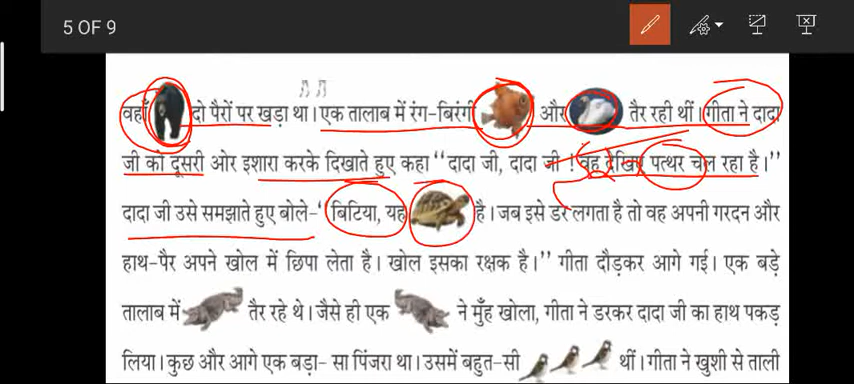 5 OF 9
वहाँ दो पैरों पर खड़ा था। एक तालाब में रंग-बिरंगी और तैर रही थीं। गीता ने दादा
जी को दूसरी ओर इशारा करके दिखाते हुए कहा “ दादा जी, दादा जी ! वह देखिए पत्थर चल रहा है।”
दादा जी उसे समझाते हुए बोले- “ बिटिया, यह है। जब इसे डर लगता है तो वह अपनी गरदन और
हाथ-पैर अपने खोल में छिपा लेता है। खोल इसका रक्षक है।” गीता दौड़कर आगे गई। एक बड़े
तालाब में तैर रहे थे। जैसे ही एक ने मुँह खोला, गीता ने डरकर दादा जी का हाथ पकड़
लिया। कुछ और आगे एक बड़ा- सा पिंजरा था। उसमें बहुत-सी थीं। गीता ने खुशी से ताली